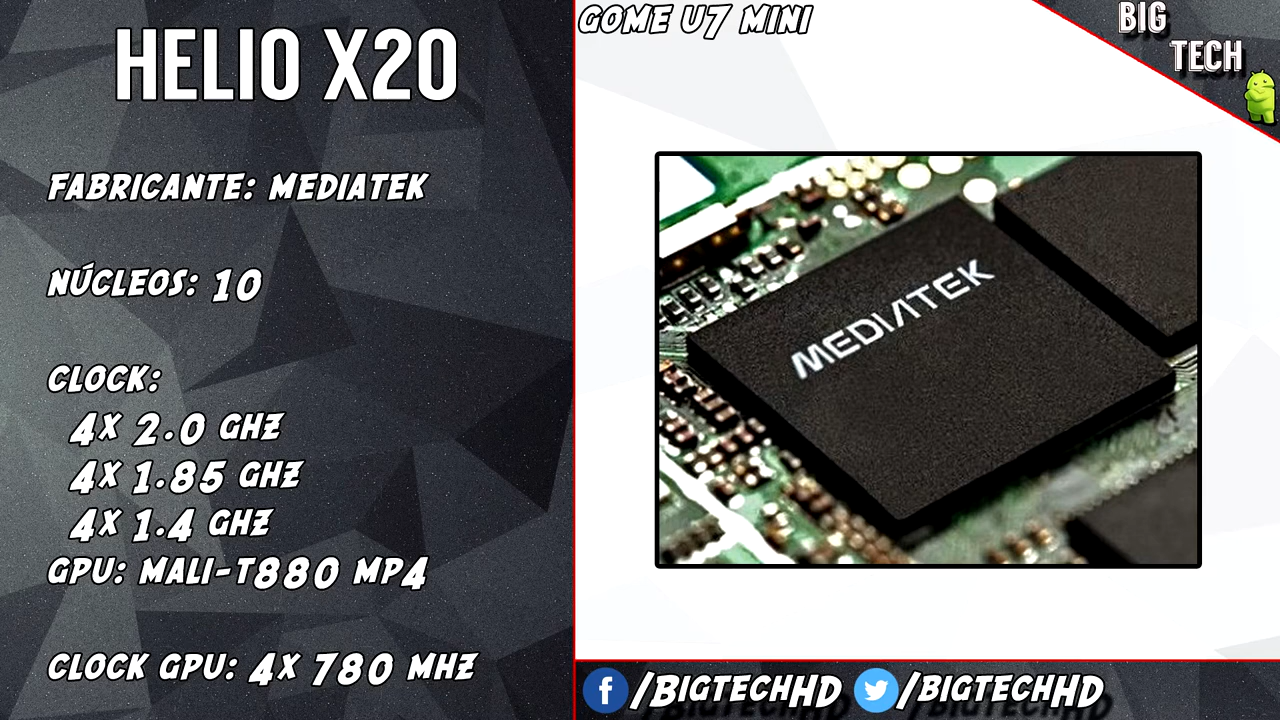 HELIO X20
FABRICANTE: MEDIATEK
NÚCLEOS: 10
CLOCK:
4X 2.0 GHZ
4X 1.85 GHZ
4X 1.4 GHZ
GPU: MALI-T880 MP4
CLOCK GPU: 4X 780 MHZ
GOME U7 MINI
BIG
TECH
MEDIATEK
/BIGTECHHD /BIGTECHHD